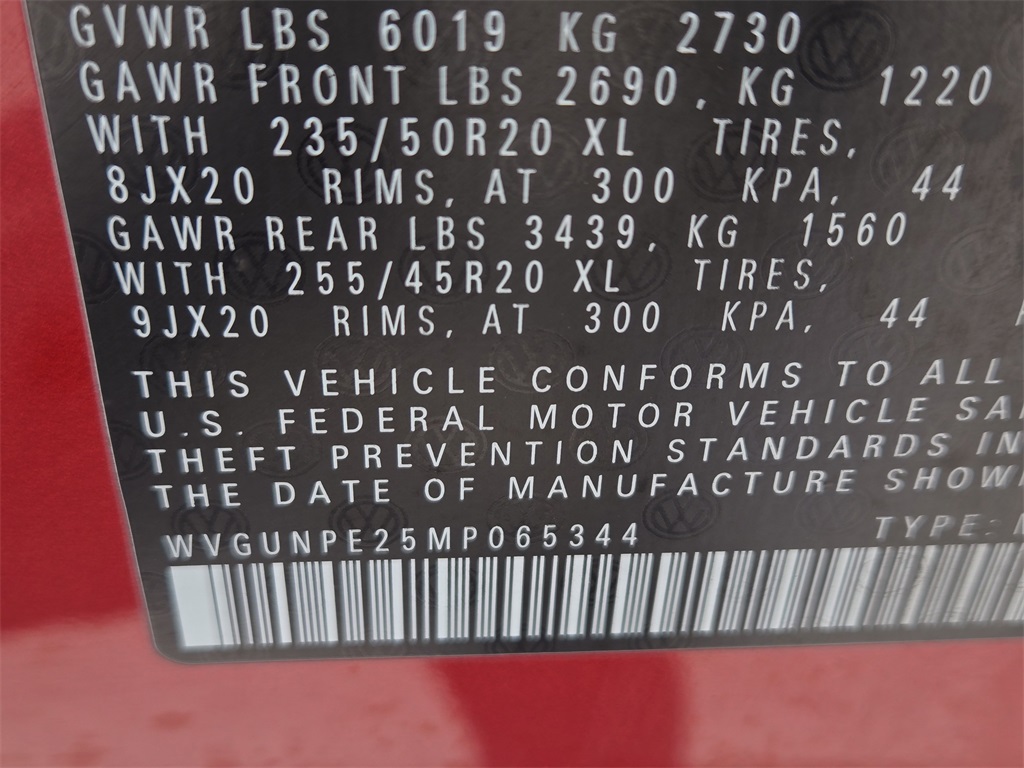 GVWR LBS 6019 KG 2730
GAWR FRONT LBS 2690, KG 1220
WITH 235/50R20 XL TIRES,
8JX20 RIMS, AT 300 KPA, 44
GAWR REAR LBS 3439, KG 1560
WITH 255/45R20 XL TIRES,
9JX20 RIMS, AT 300 KPA, 44
THIS VEHICLE CONFORMS TO ALL
U.S. FEDERAL MOTOR VEHICLE
THEFT PREVENTION STANDARDS IN
THE DATE OF MANUFACTURE
WVGUNPE25MP065344 TYPE: